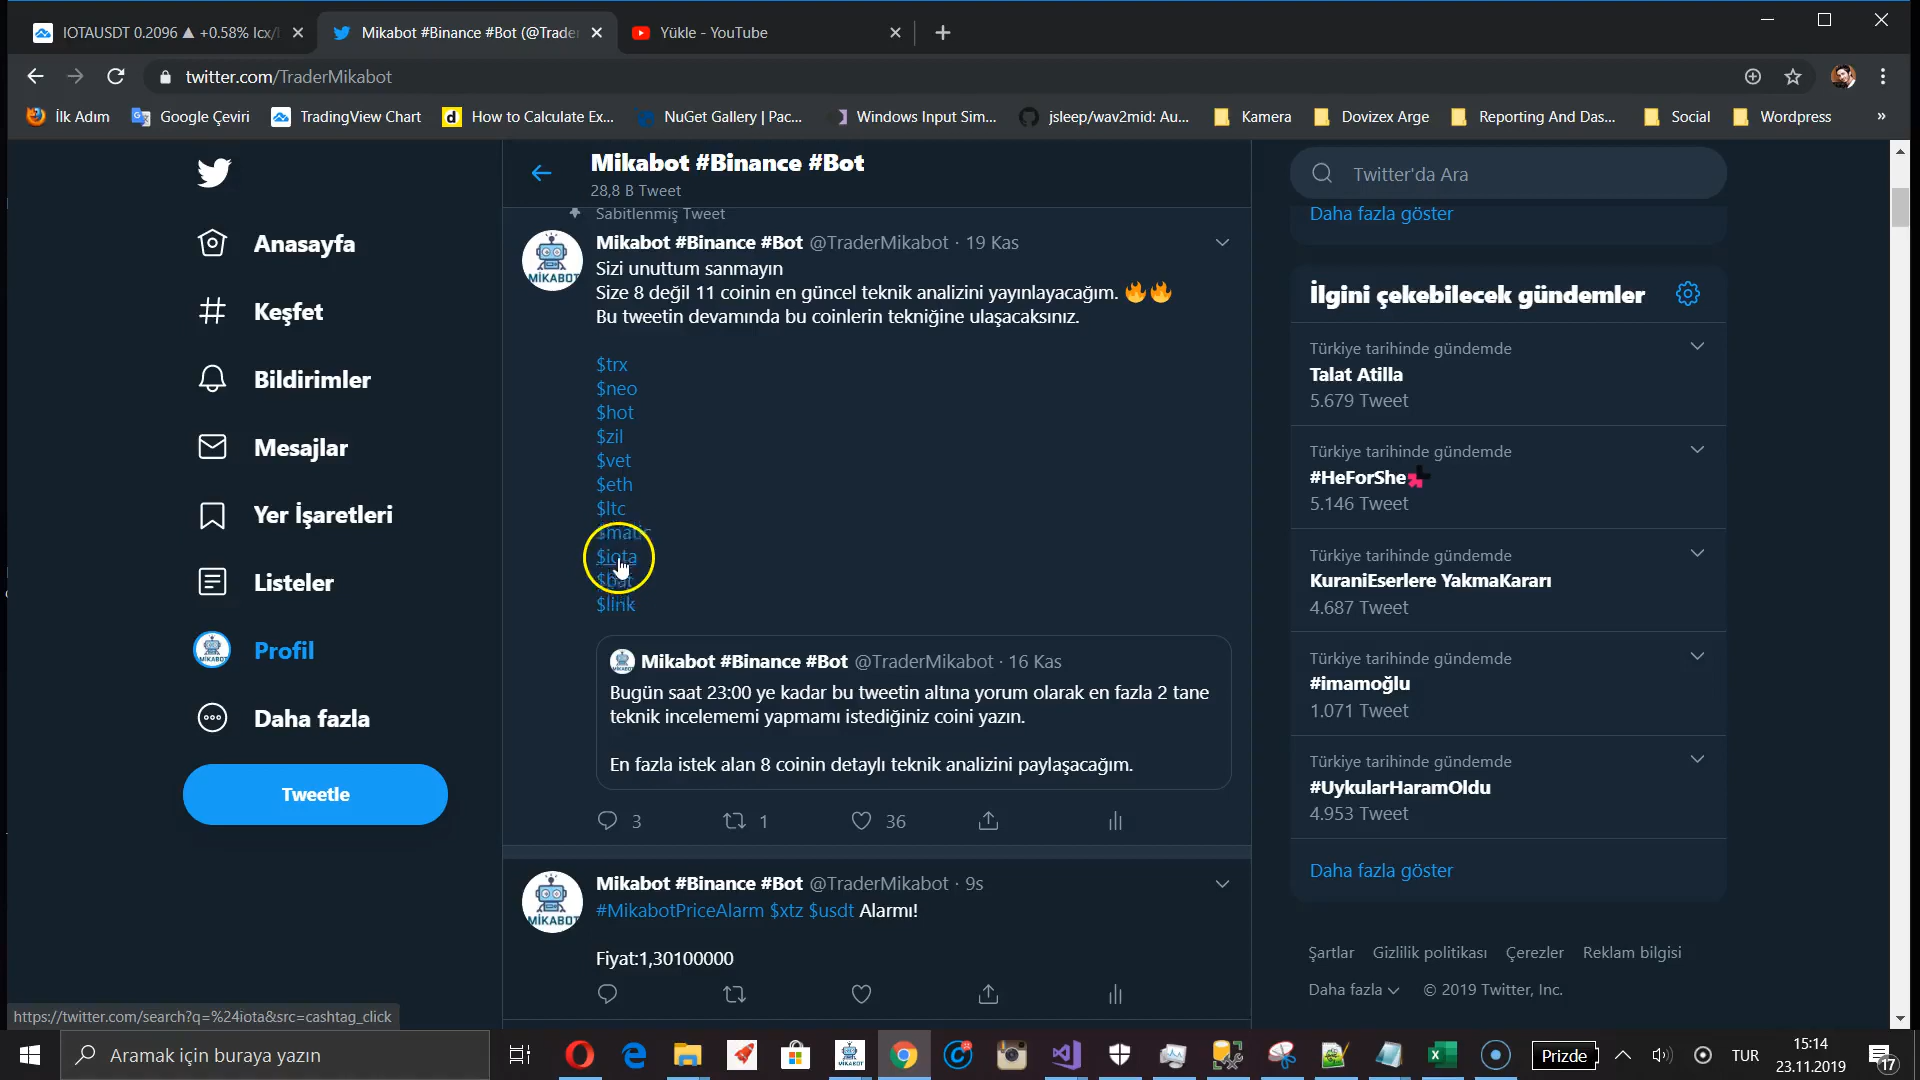 IOTAUSDT 0.2096 ▲ +0.58% Icx/
Mikabot #Binance #Bot (@Trade
Yükle - YouTube
twitter.com/TraderMikabot
İlk Adım
Google Çeviri
TradingView Chart
How to Calculate Ex...
NuGet Gallery | Pac...
Windows Input Sim...
jsleep/wav2mid: Au...
Kamera
Dovizex Arge
Reporting And Das...
Social
Wordpress
»
Anasayfa
Keşfet
Bildirimler
Mesajlar
Yer İşaretleri
Listeler
Profil
Daha fazla
Tweetle
Mikabot #Binance #Bot
28,8 B Tweet
Sabitlenmiş Tweet
Mikabot #Binance #Bot @TraderMikabot · 19 Kas
Sizi unuttum sanmayın
Size 8 değil 11 coinin en güncel teknik analizini yayınlayacağım. 🔥🔥
Bu tweetin devamında bu coinlerin tekniğine ulaşacaksınız.
$trx
$neo
$hot
$zil
$vet
$eth
$ltc
$matic
$iota
$bat
$link
MİKABOT
Mikabot #Binance #Bot @TraderMikabot · 16 Kas
Bugün saat 23:00 ye kadar bu tweetin altına yorum olarak en fazla 2 tane
teknik incelememi yapmamı istediğiniz coini yazın.
En fazla istek alan 8 coinin detaylı teknik analizini paylaşacağım.
3
1
36
Mikabot #Binance #Bot @TraderMikabot · 9s
#MikabotPriceAlarm $xtz $usdt Alarmı!
MİKABOT
Fiyat:1,30100000
Twitter'da Ara
Daha fazla göster
İlgini çekebilecek gündemler
Türkiye tarihinde gündemde
Talat Atilla
5.679 Tweet
Türkiye tarihinde gündemde
#HeForShe
5.146 Tweet
Türkiye tarihinde gündemde
KuraniEserlere YakmaKararı
4.687 Tweet
Türkiye tarihinde gündemde
#imamoğlu
1.071 Tweet
Türkiye tarihinde gündemde
#UykularHaramOldu
4.953 Tweet
Daha fazla göster
Şartlar Gizlilik politikası Çerezler Reklam bilgisi
Daha fazla © 2019 Twitter, Inc.
https://twitter.com/search?q=%24iota&src=cashtag_click
Aramak için buraya yazın
Prizde
TUR
15:14
23.11.2019
17